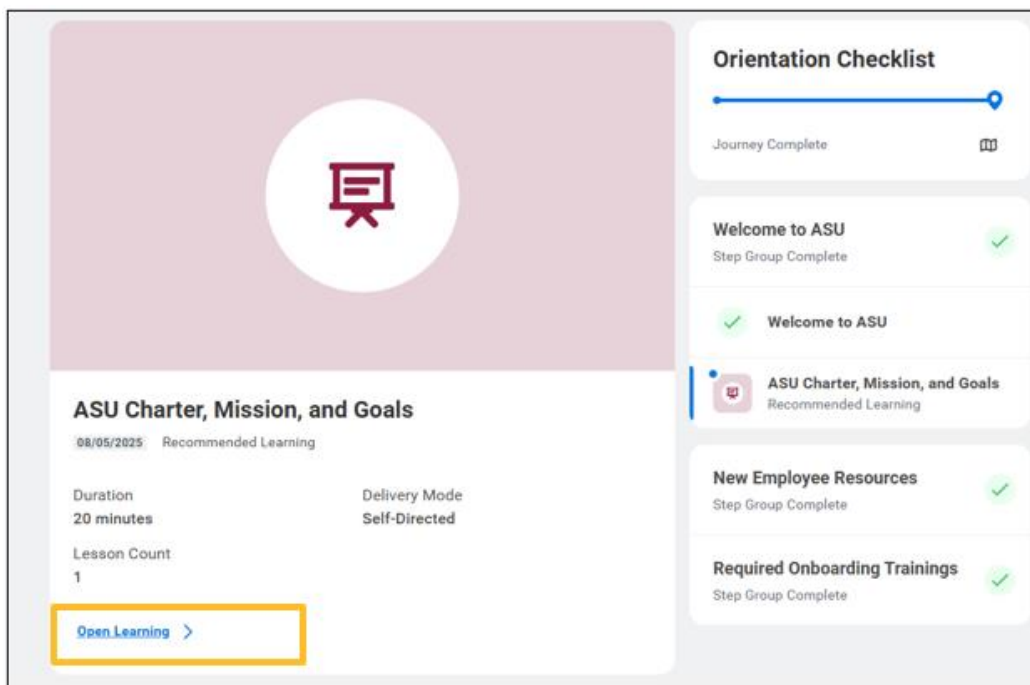 ASU Charter, Mission, and Goals
08/05/2025 Recommended Learning
Duration
20 minutes
Delivery Mode
Self-Directed
Lesson Count
1
Open Learning
Orientation Checklist
Journey Complete
Welcome to ASU
Step Group Complete
Welcome to ASU
ASU Charter, Mission, and Goals
Recommended Learning
New Employee Resources
Step Group Complete
Required Onboarding Trainings
Step Group Complete